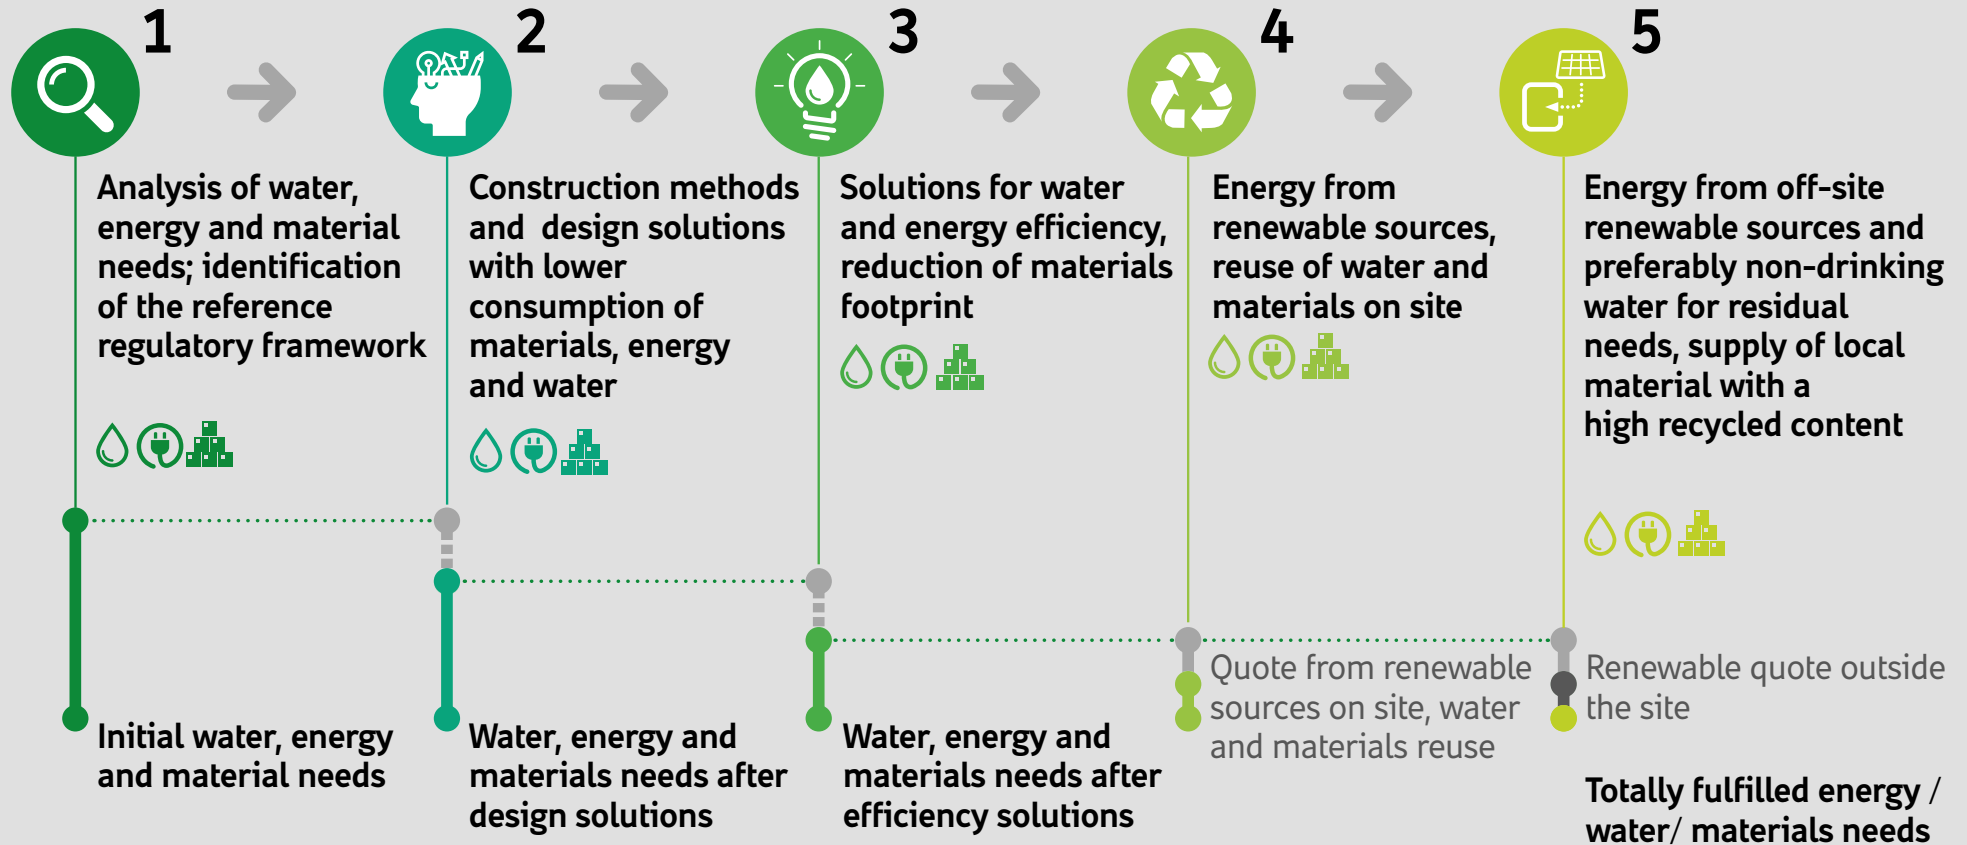 1
Analysis of water,
energy and material
needs; identification
of the reference
regulatory framework
Initial water, energy
and material needs
2
Construction methods
and design solutions
with lower
consumption of
materials, energy
and water
Water, energy and
materials needs after
design solutions
3
Solutions for water
and energy efficiency,
reduction of materials
footprint
Water, energy and
materials needs after
efficiency solutions
4
Energy from
renewable sources,
reuse of water and
materials on site
Quote from renewable
sources on site, water
and materials reuse
5
Energy from off-site
renewable sources and
preferably non-drinking
water for residual
needs, supply of local
material with a
high recycled content
Renewable quote outside
the site
Totally fulfilled energy /
water/ materials needs